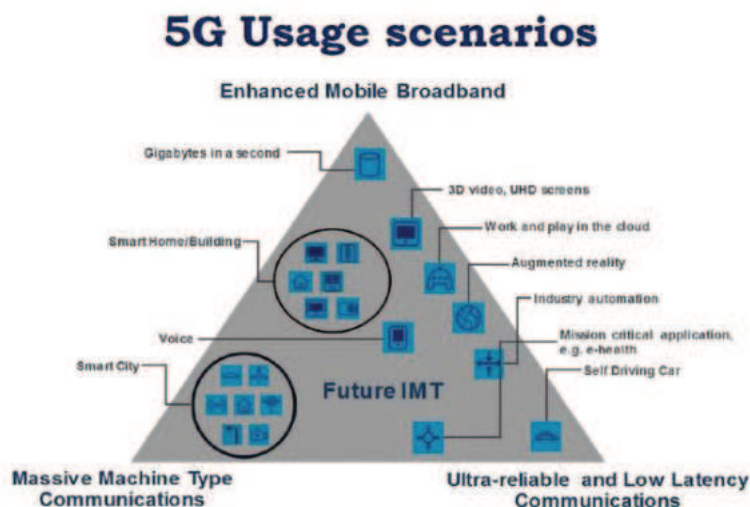 5G Usage scenarios
Enhanced Mobile Broadband
Gigabytes in a second
3D video, UHD screens
Work and play in the cloud
Smart Home/Building
Augmented reality
Industry automation
Voice
Mission critical application,
e.g. e-health
Smart City
Self Driving Car
Future IMT
Massive Machine Type
Communications
Ultra-reliable and Low Latency
Communications